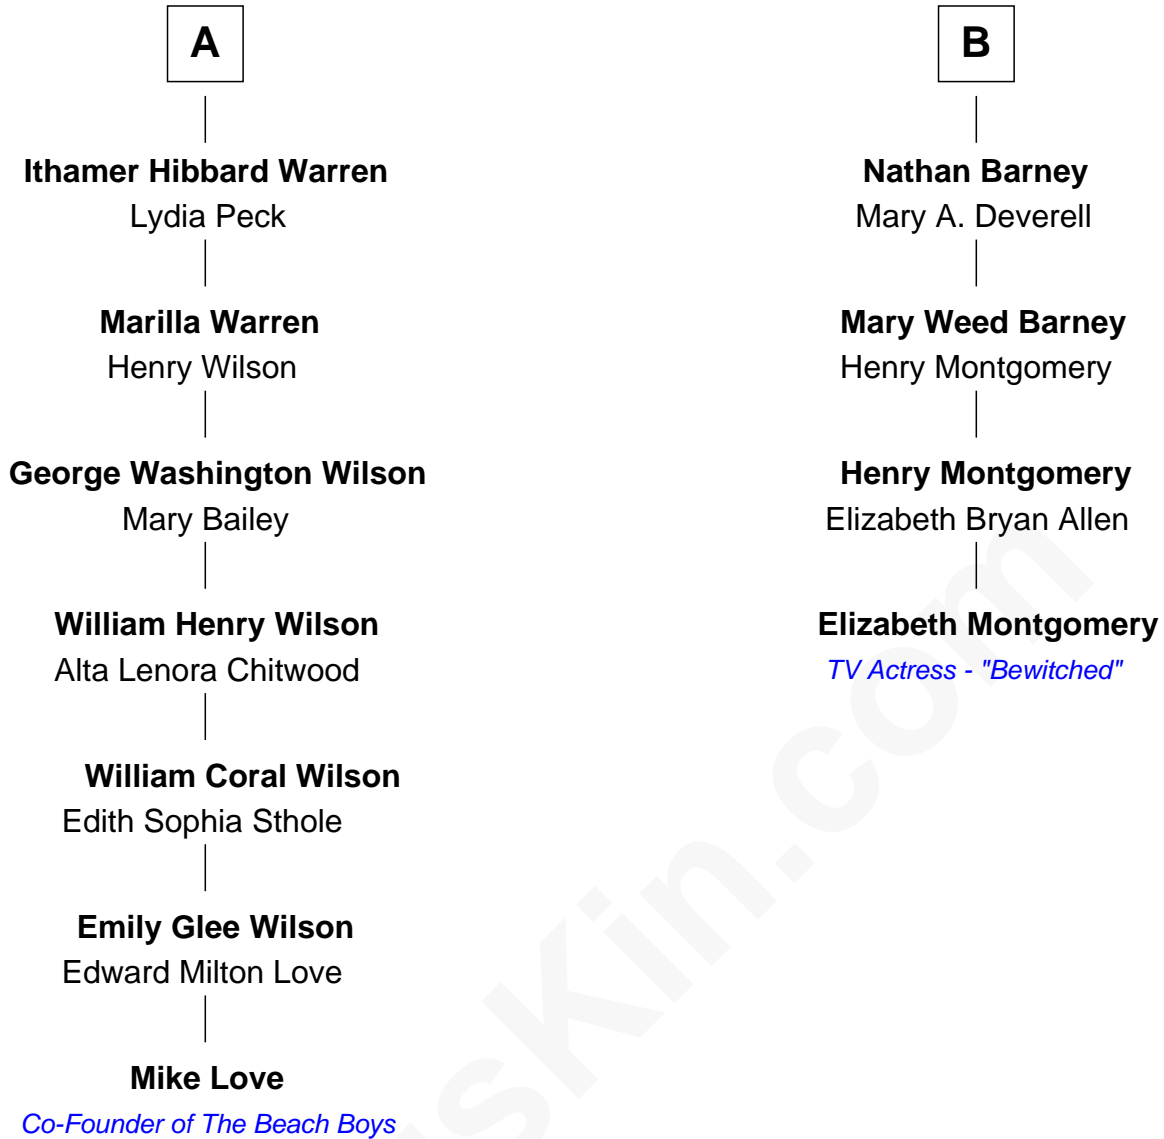 A
Ithamer Hibbard Warren
Lydia Peck
Marilla Warren
Henry Wilson
George Washington Wilson
Mary Bailey
William Henry Wilson
Alta Lenora Chitwood
William Coral Wilson
Edith Sophia Sthole
Emily Glee Wilson
Edward Milton Love
Mike Love
Co-Founder of The Beach Boys
B
Nathan Barney
Mary A. Deverell
Mary Weed Barney
Henry Montgomery
Henry Montgomery
Elizabeth Bryan Allen
Elizabeth Montgomery
TV Actress - "Bewitched"
sKin.com